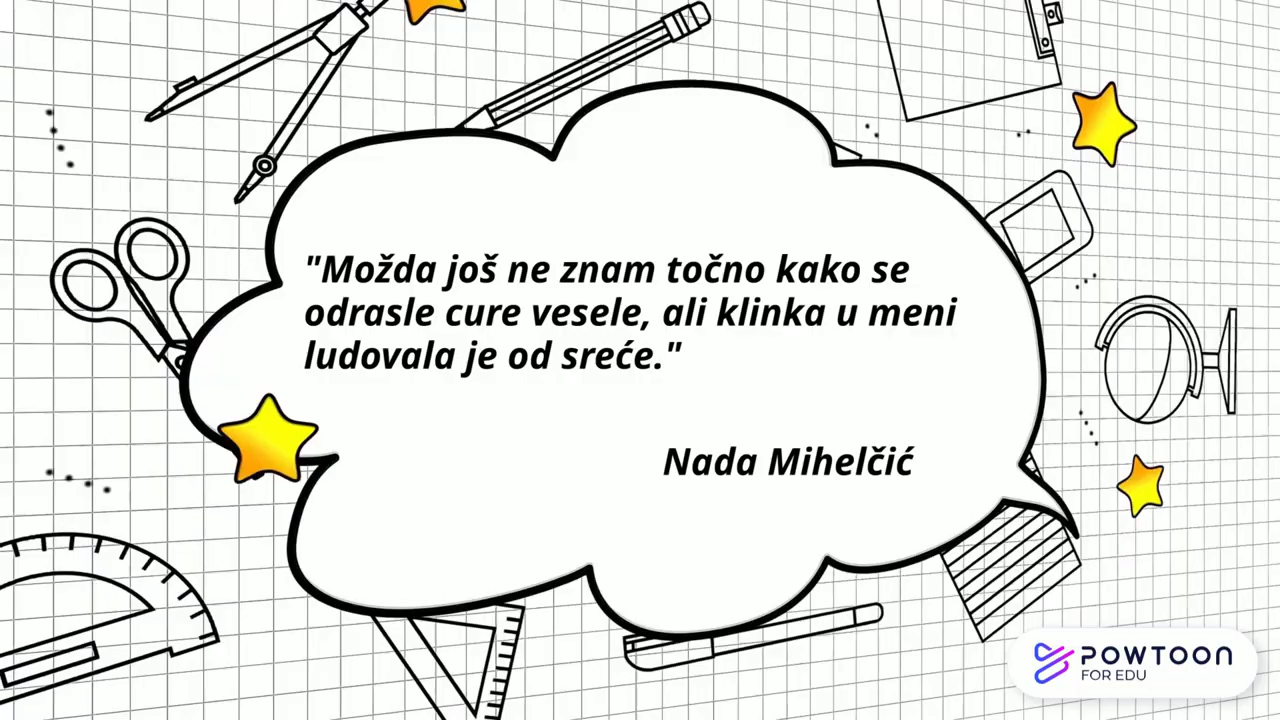 "Možda još ne znam točno kako se
odrasle cure vesele, ali klinka u meni
ludovala je od sreće."
Nada Mihelčić
POWTOON
FOR EDU